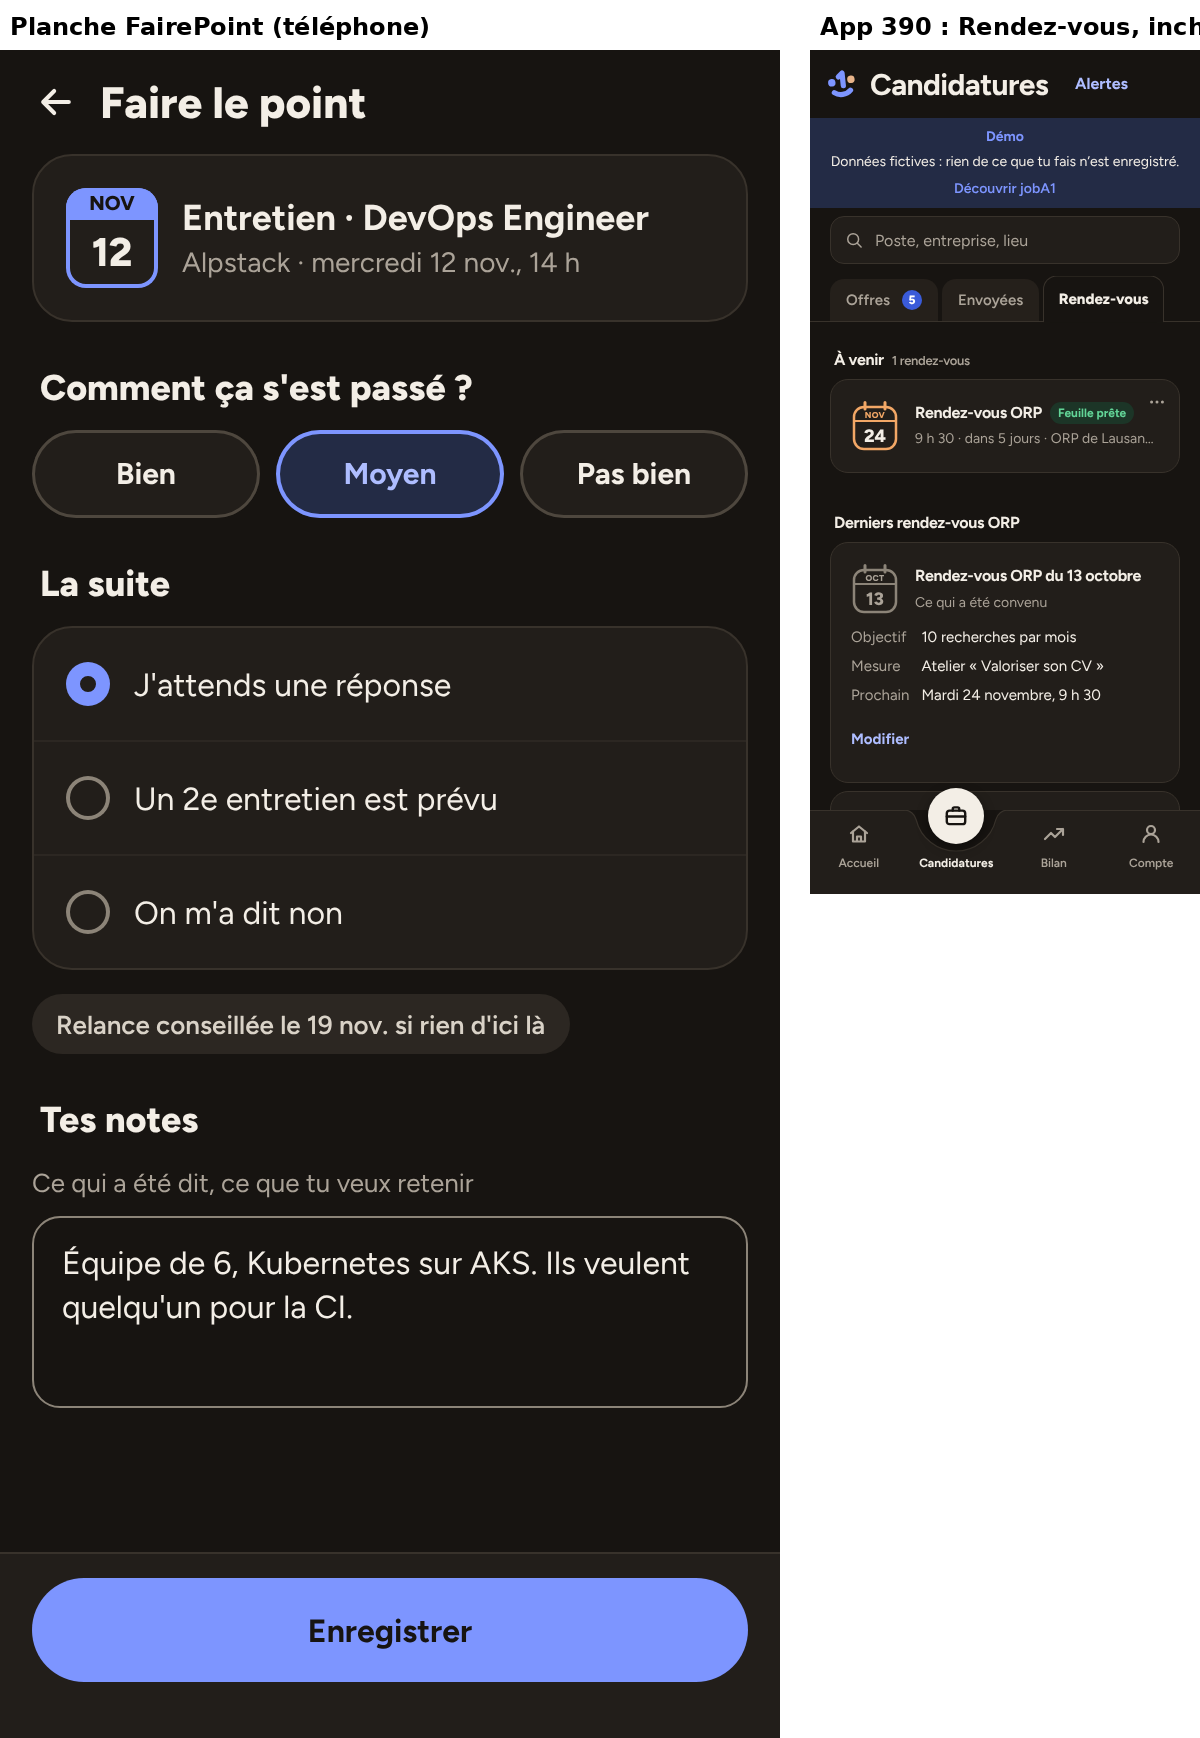 Planche FairePoint (téléphone)
Faire le point
NOV
12
Entretien · DevOps Engineer
Alpstack · mercredi 12 nov., 14 h
Comment ça s'est passé ?
Bien
Moyen
Pas bien
La suite
J'attends une réponse
Un 2e entretien est prévu
On m'a dit non
Relance conseillée le 19 nov. si rien d'ici là
Tes notes
Ce qui a été dit, ce que tu veux retenir
Équipe de 6, Kubernetes sur AKS. Ils veulent
quelqu'un pour la CI.
Enregistrer
App 390 : Rendez-vous, inch
Candidatures Alertes
Démo
Données fictives : rien de ce que tu fais n'est enregistré.
Découvrir jobA1
Poste, entreprise, lieu
Offres 5 Envoyées Rendez-vous
À venir 1 rendez-vous
NOV
24
Rendez-vous ORP Feuille prête
9 h 30 · dans 5 jours · ORP de Lausan...
Derniers rendez-vous ORP
OCT
13
Rendez-vous ORP du 13 octobre
Ce qui a été convenu
Objectif 10 recherches par mois
Mesure Atelier « Valoriser son CV »
Prochain Mardi 24 novembre, 9 h 30
Modifier
Accueil Candidatures Bilan Compte